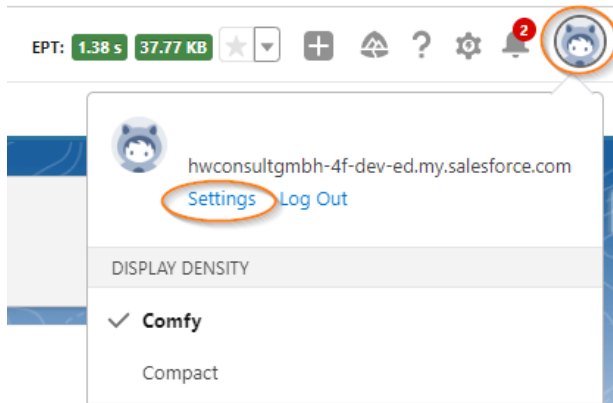 EPT: 1.38 s 37.77 KB ? 2
hwconsultgmbh-4f-dev-ed.my.salesforce.com
Settings Log Out
DISPLAY DENSITY
Comfy
Compact